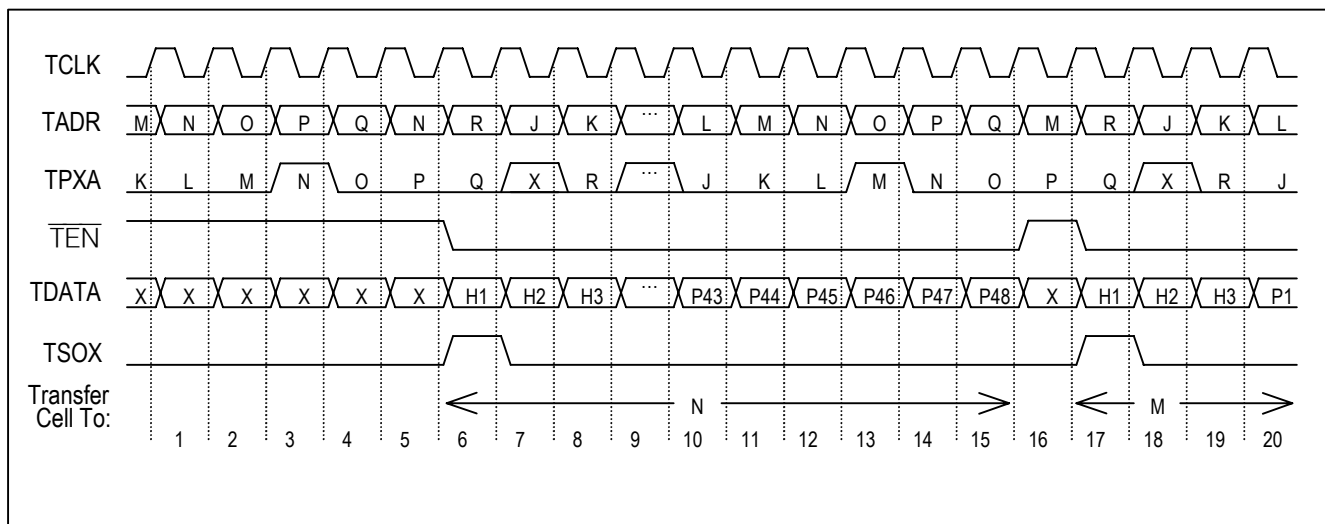 TCLK
TADR M N O P Q N R J K ... L M N O P Q M R J K L
TPXA K L M N O P Q X R ... J K L M N O P Q X R J
TEN
TDATA X X X X X X H1 H2 H3 ... P43 P44 P45 P46 P47 P48 X H1 H2 H3 P1
TSOX
Transfer
Cell To: N M
1 2 3 4 5 6 7 8 9 10 11 12 13 14 15 16 17 18 19 20